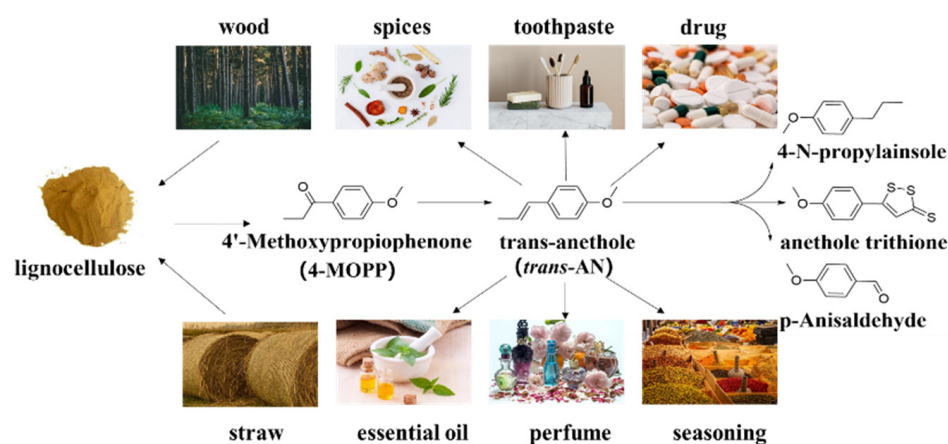 wood
spices
toothpaste
drug
4-N-propylainsole
lignocellulose
4'-Methoxypropiophenone
(4-MOPP)
trans-anethole
(trans-AN)
anethole trithione
p-Anisaldehyde
straw
essential oil
perfume
seasoning
O
O
O
O
O
S
S
S
O
O